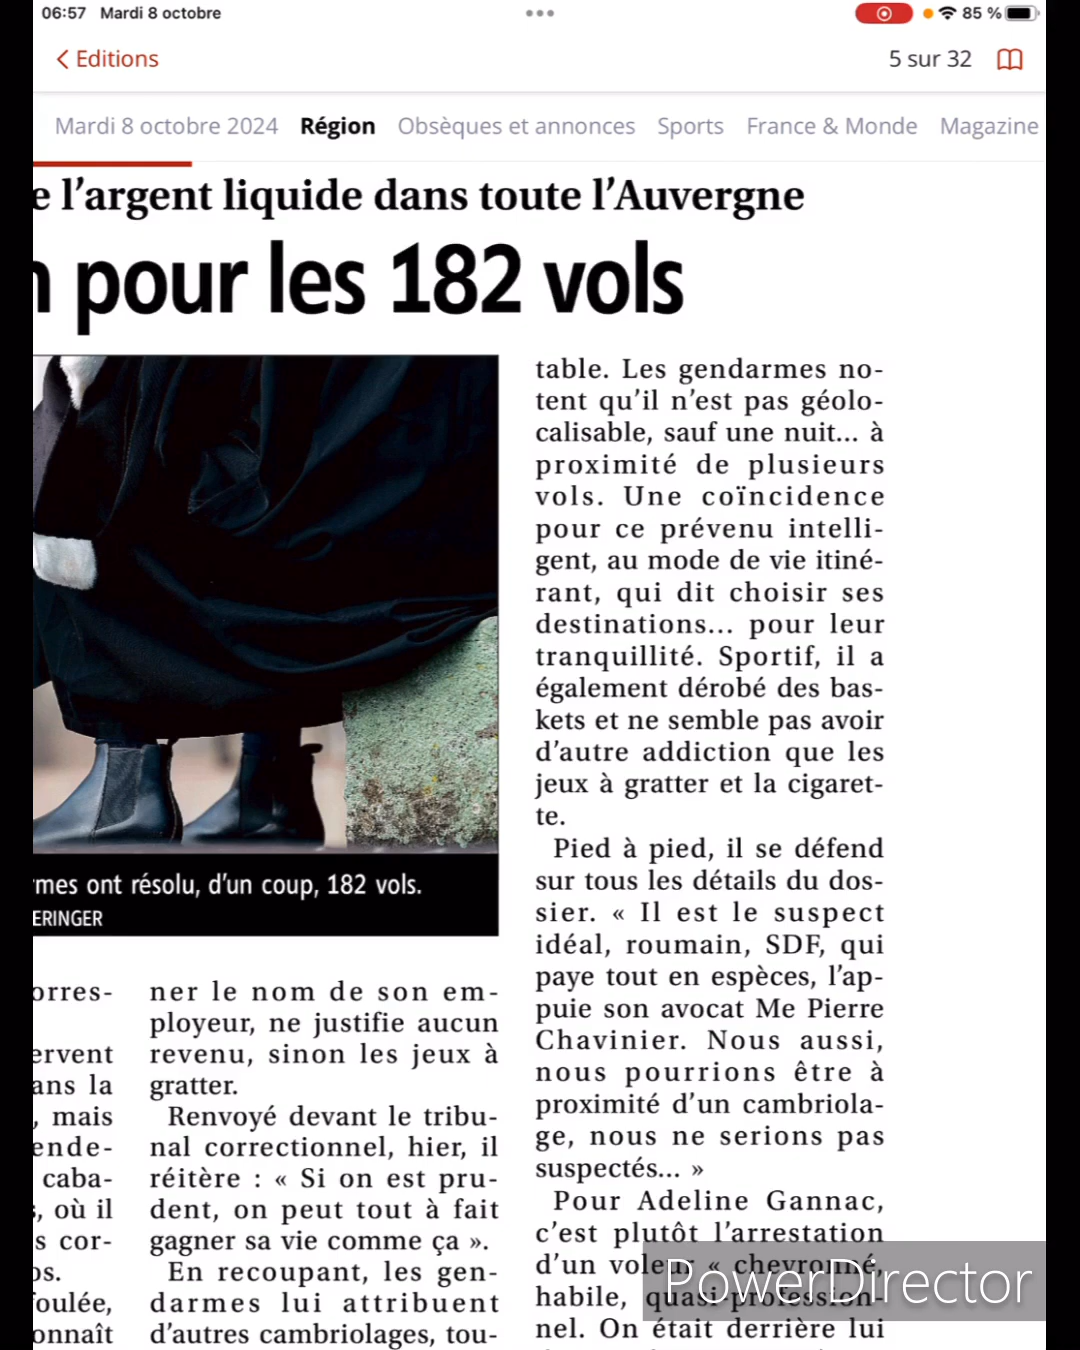 06:57 Mardi 8 octobre
85 %
Editions
5 sur 32
Mardi 8 octobre 2024 Région Obsèques et annonces Sports France & Monde Magazine
e l’argent liquide dans toute l’Auvergne
n pour les 182 vols
rmes ont résolu, d’un coup, 182 vols.
ERINGER
orres-
ervent
ans la
, mais
ende-
caba-
s, où il
s cor-
os.
foulée,
onnaît
ner le nom de son em-
ployeur, ne justifie aucun
revenu, sinon les jeux à
gratter.
Renvoyé devant le tribu-
nal correctionnel, hier, il
réitère : « Si on est pru-
dent, on peut tout à fait
gagner sa vie comme ça ».
En recoupant, les gen-
darmes lui attribuent
d’autres cambriolages, tou-
table. Les gendarmes no-
tent qu’il n’est pas géolo-
calisable, sauf une nuit... à
proximité de plusieurs
vols. Une coïncidence
pour ce prévenu intelli-
gent, au mode de vie itiné-
rant, qui dit choisir ses
destinations... pour leur
tranquillité. Sportif, il a
également dérobé des bas-
kets et ne semble pas avoir
d’autre addiction que les
jeux à gratter et la cigaret-
te.
Pied à pied, il se défend
sur tous les détails du dos-
sier. « Il est le suspect
idéal, roumain, SDF, qui
paye tout en espèces, l’ap-
puie son avocat Me Pierre
Chavinier. Nous aussi,
nous pourrions être à
proximité d’un cambriola-
ge, nous ne serions pas
suspectés... »
Pour Adeline Gannac,
c’est plutôt l’arrestation
d’un voleur « chevronné,
habile, quasi-profession-
nel. On était derrière lui
PowerDirector